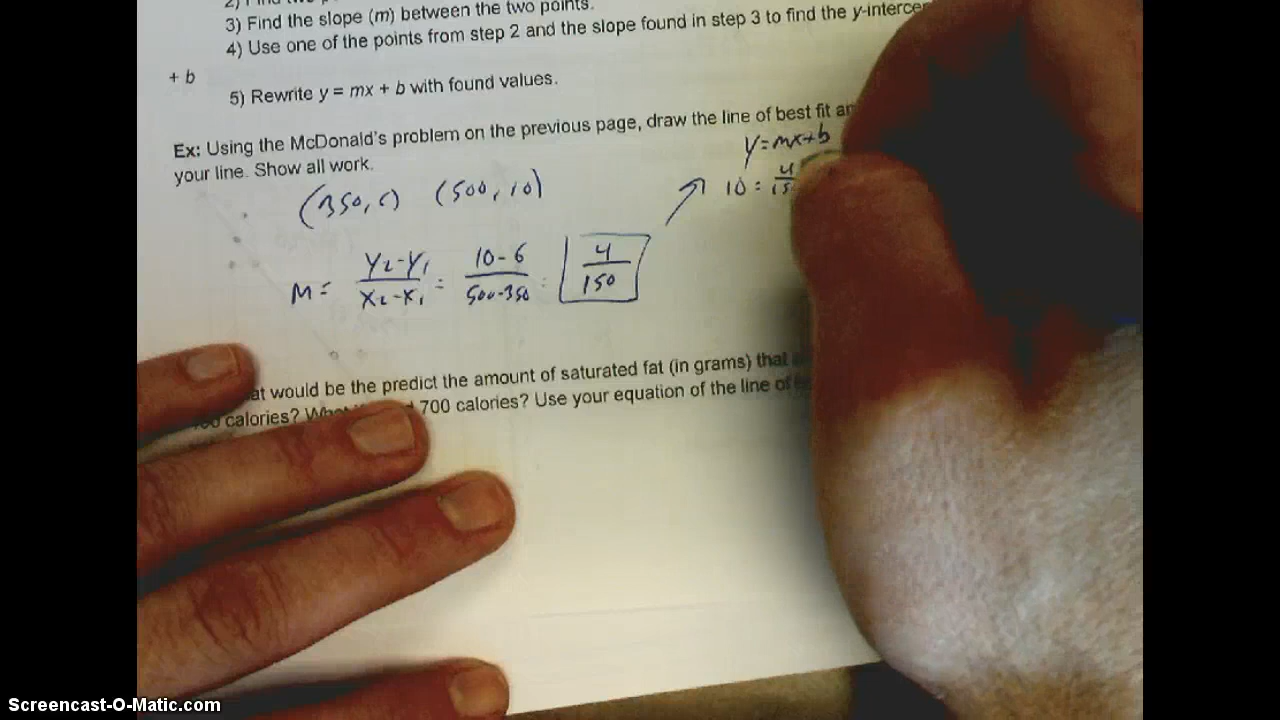 3) Find the slope (m) between the two points.
4) Use one of the points from step 2 and the slope found in step 3 to find the y-intercep
+ b
5) Rewrite y = mx + b with found values.
Ex: Using the McDonald's problem on the previous page, draw the line of best fit an
your line. Show all work.
y=mx+b
10 = 4
(350, 6) (500, 10)
M = y₂-y₁ / x₂-x₁ = 10-6 / 500-350 = 4 / 150
at would be the predict the amount of saturated fat (in grams) that
calories? 700 calories? Use your equation of the line of
Screencast-O-Matic.com